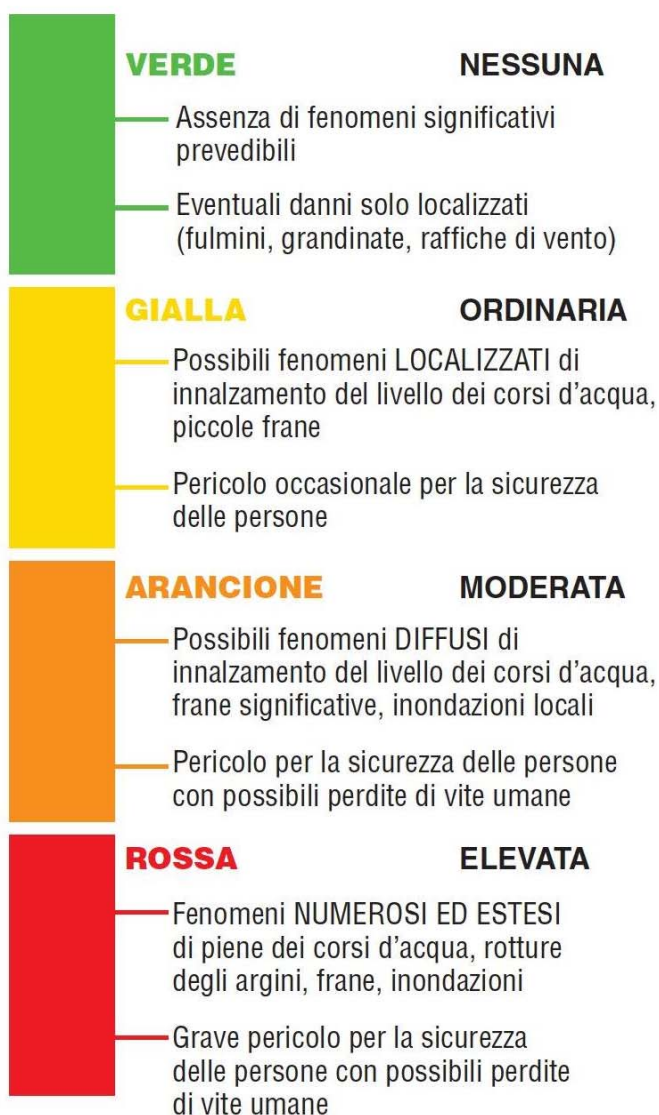 VERDE NESSUNA
Assenza di fenomeni significativi
prevedibili
Eventuali danni solo localizzati
(fulmini, grandinate, raffiche di vento)
GIALLA ORDINARIA
Possibili fenomeni LOCALIZZATI di
innalzamento del livello dei corsi d’acqua,
piccole frane
Pericolo occasionale per la sicurezza
delle persone
ARANCIONE MODERATA
Possibili fenomeni DIFFUSI di
innalzamento del livello dei corsi d’acqua,
frane significative, inondazioni locali
Pericolo per la sicurezza delle persone
con possibili perdite di vite umane
ROSSA ELEVATA
Fenomeni NUMEROSI ED ESTESI
di piene dei corsi d’acqua, rotture
degli argini, frane, inondazioni
Grave pericolo per la sicurezza
delle persone con possibili perdite
di vite umane